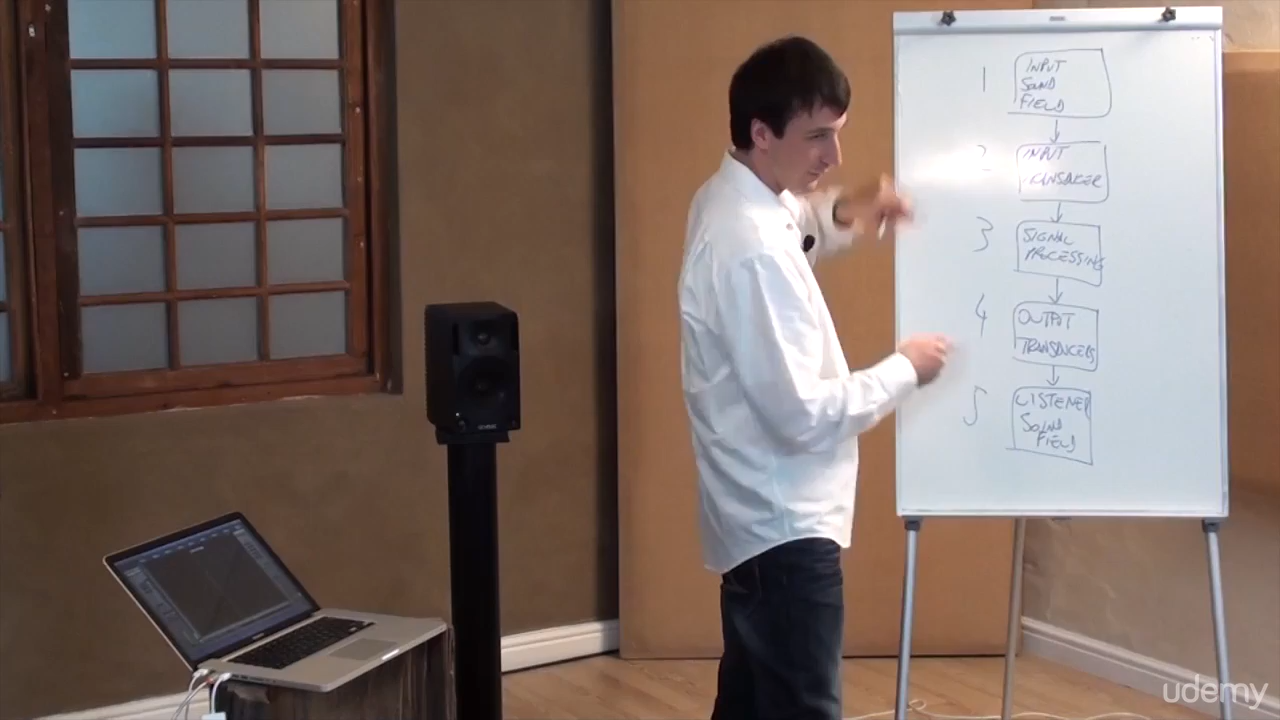 1
INPUT
SOUND
FIELD
2
INPUT
TRANSDUCER
3
SIGNAL
PROCESSING
4
OUTPUT
TRANSDUCERS
5
LISTENER
SOUND
FIELD
udemy